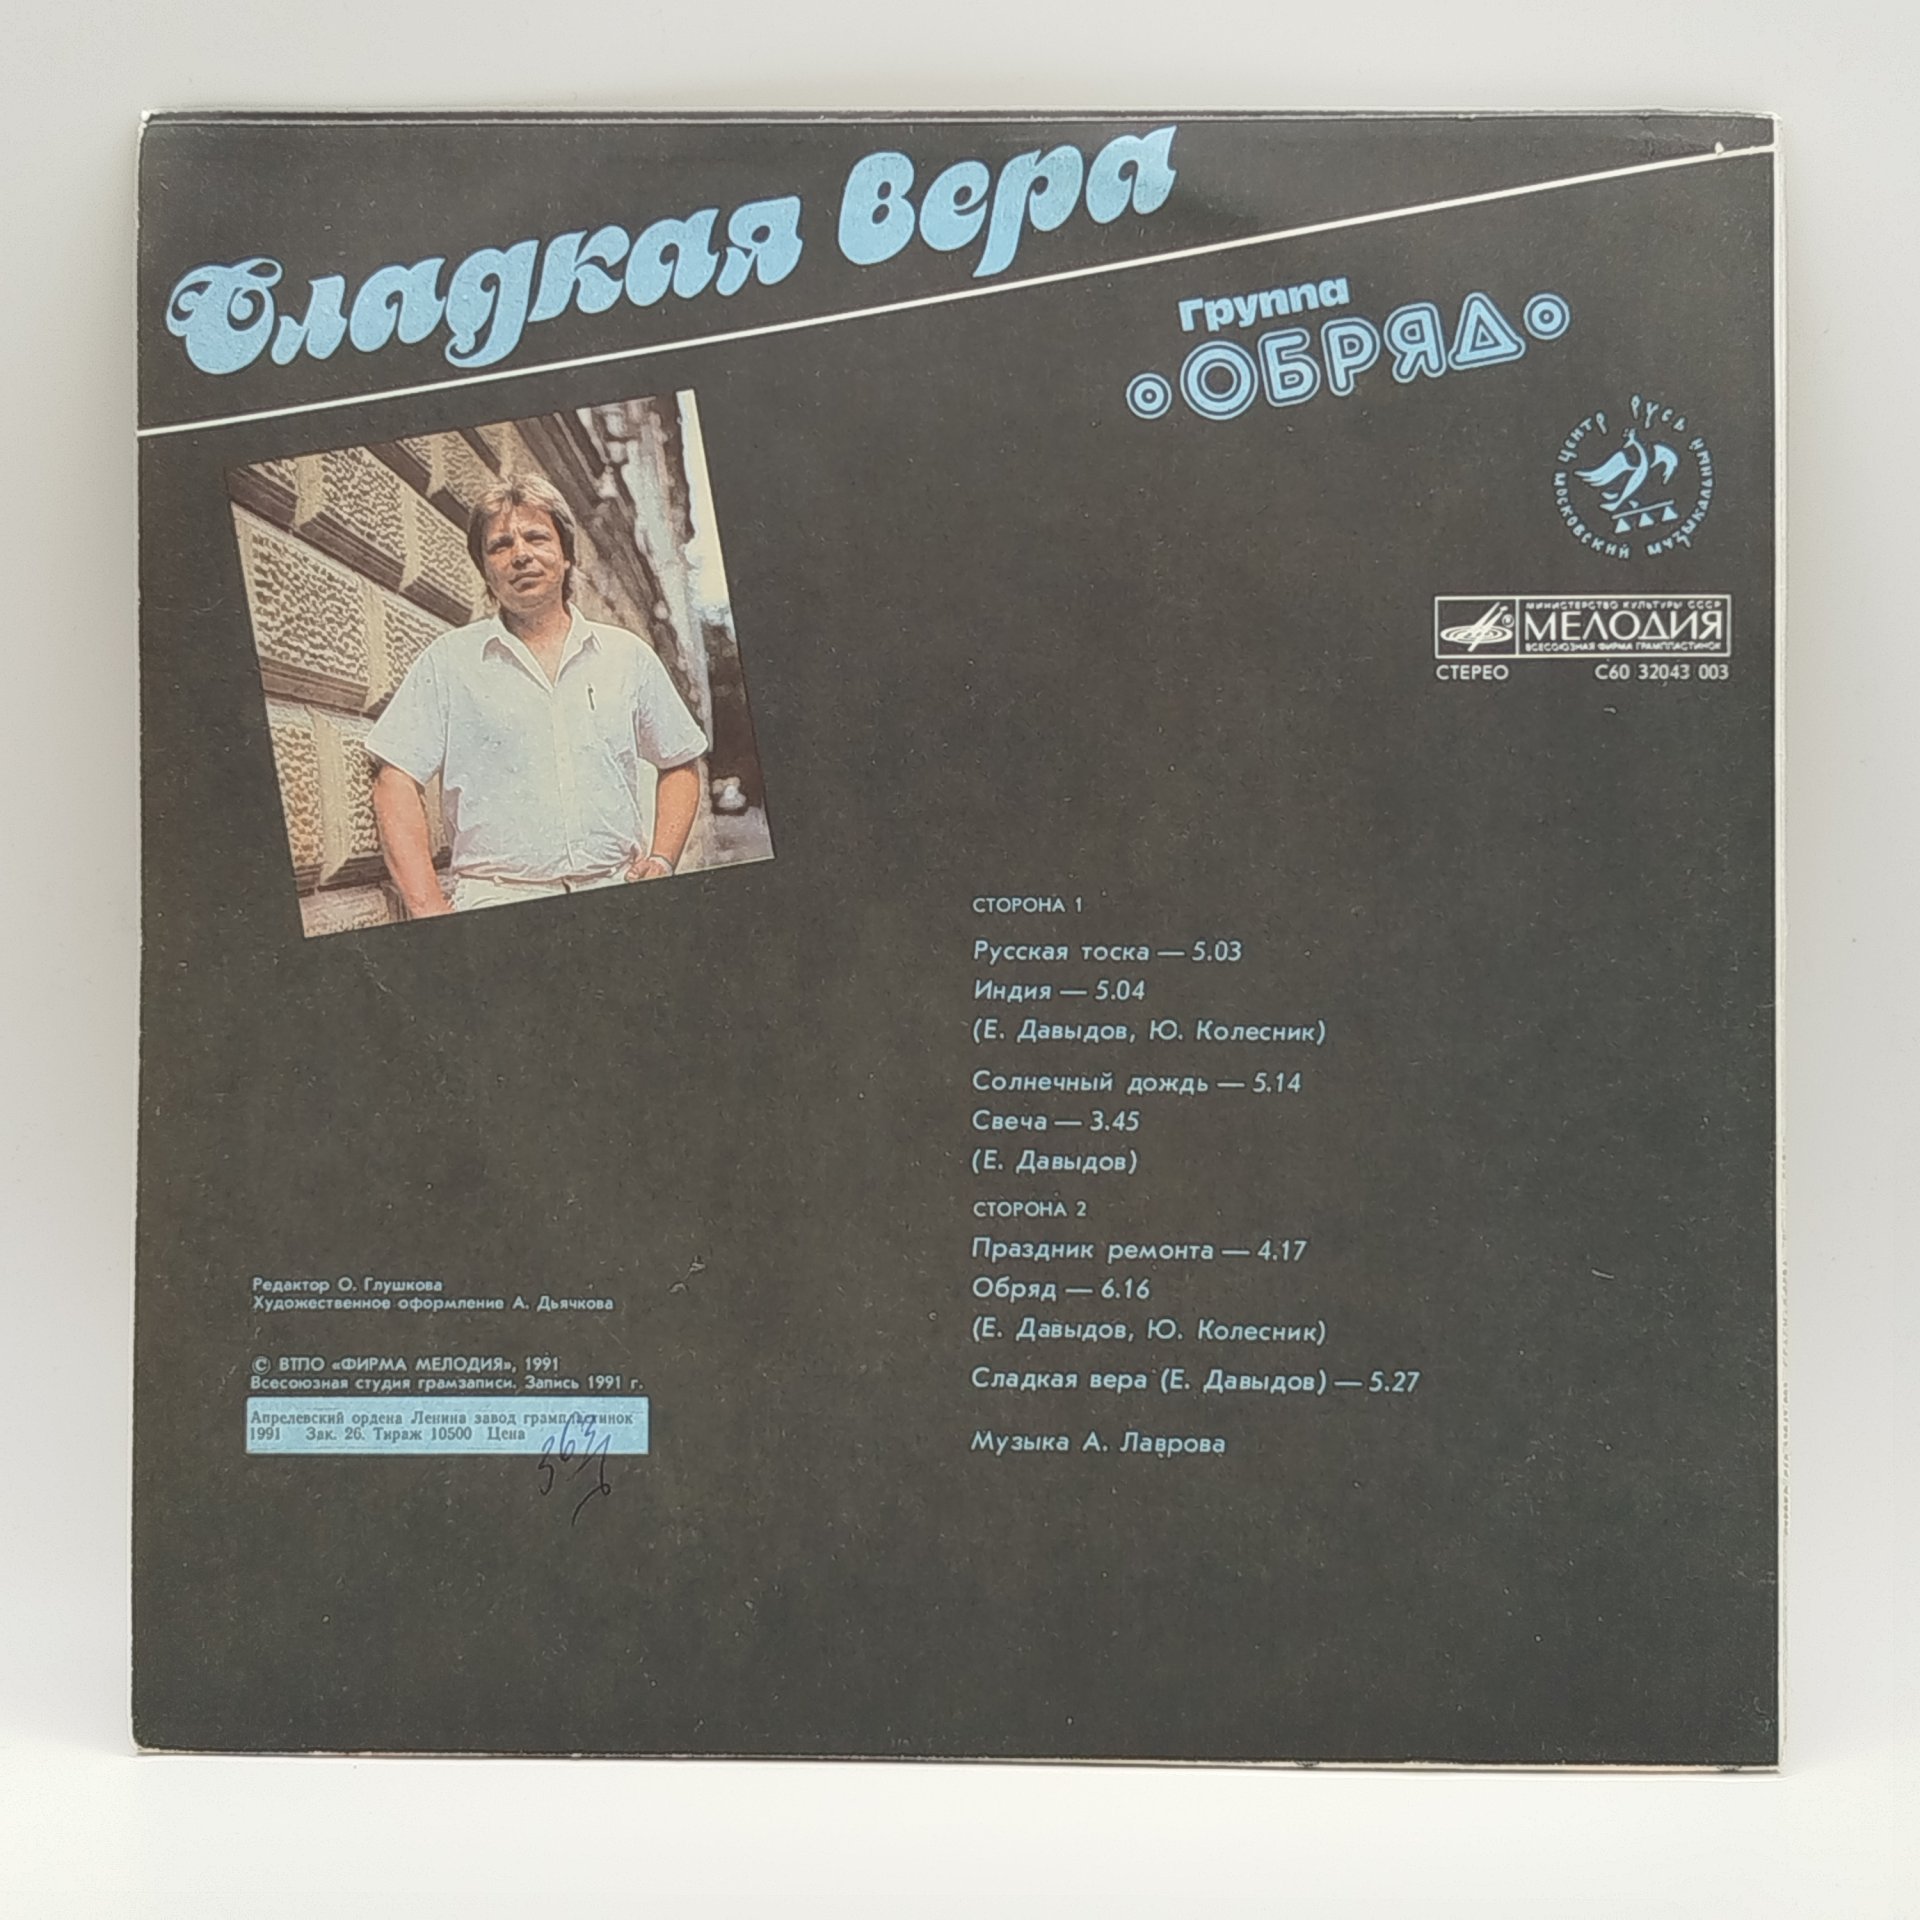 Сладкая вера
Группа
ОБРЯД
МОСКОВСКИЙ МУЗЫКАЛЬНЫЙ ЦЕНТР РУСЬ
МИНИСТЕРСТВО КУЛЬТУРЫ СССР
МЕЛОДИЯ
ВСЕСОЮЗНАЯ ФИРМА ГРАМПЛАСТИНОК
СТЕРЕО С60 32043 003
СТОРОНА 1
Русская тоска — 5.03
Индия — 5.04
(Е. Давыдов, Ю. Колесник)
Солнечный дождь — 5.14
Свеча — 3.45
(Е. Давыдов)
СТОРОНА 2
Праздник ремонта — 4.17
Обряд — 6.16
(Е. Давыдов, Ю. Колесник)
Сладкая вера (Е. Давыдов) — 5.27
Музыка А. Лаврова
Редактор О. Глушкова
Художественное оформление А. Дьячкова
© ВТПО «ФИРМА МЕЛОДИЯ», 1991
Всесоюзная студия грамзаписи. Запись 1991 г.
Апрелевский ордена Ленина завод грампластинок
1991 Зак. 26. Тираж 10500 Цена